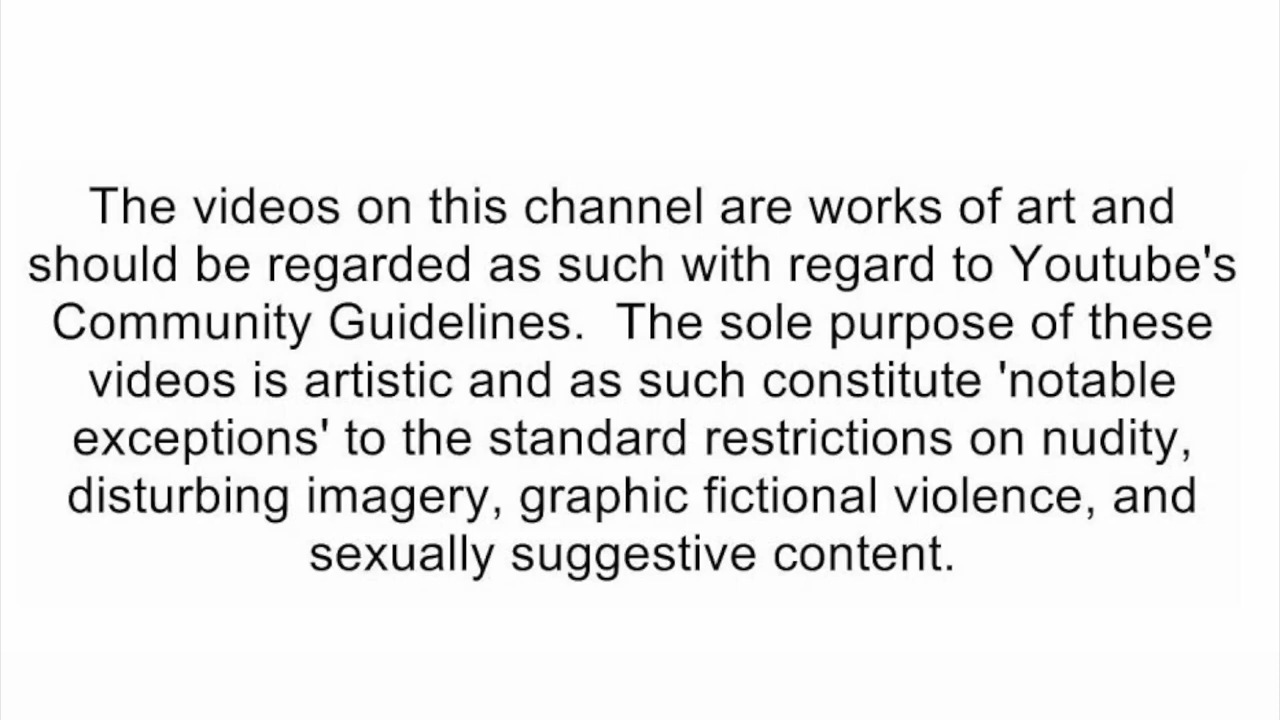 The videos on this channel are works of art and
should be regarded as such with regard to Youtube's
Community Guidelines.  The sole purpose of these
videos is artistic and as such constitute 'notable
exceptions' to the standard restrictions on nudity,
disturbing imagery, graphic fictional violence, and
sexually suggestive content.